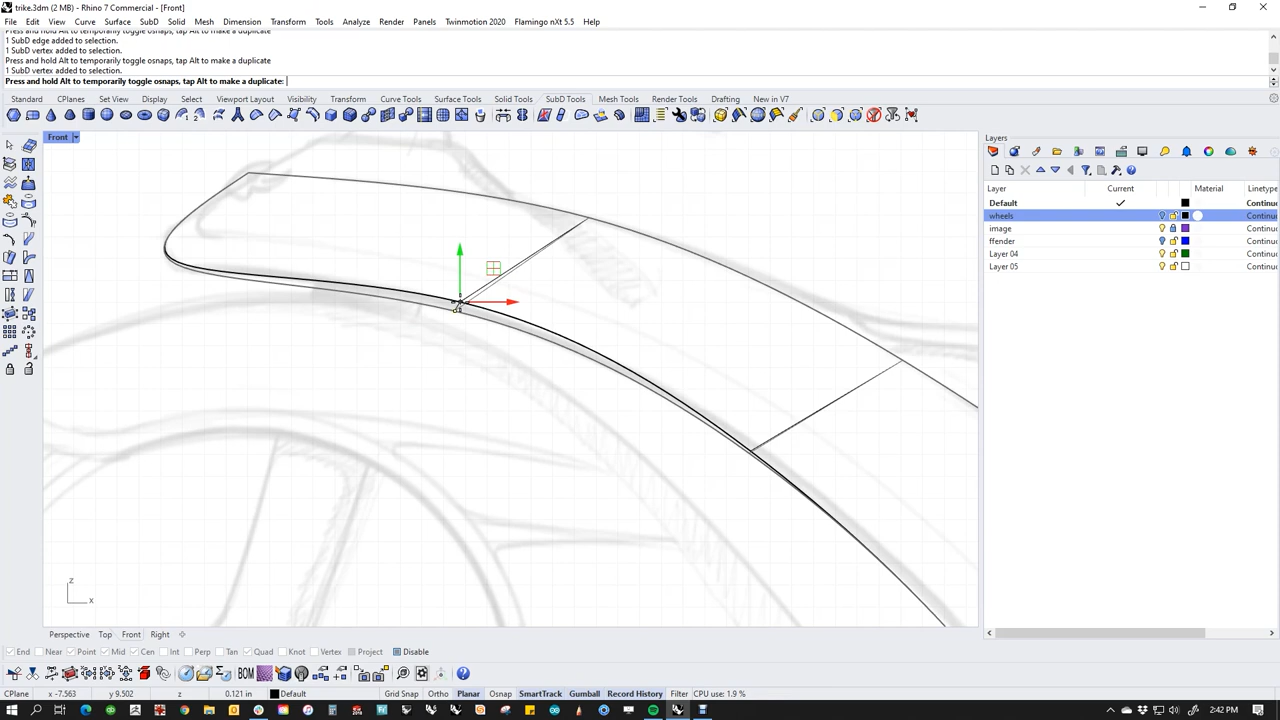 trike.3dm (2 MB) - Rhino 7 Commercial - [Front]
File Edit View Curve Surface SubD Solid Mesh Dimension Transform Tools Analyze Render Panels Twinmotion 2020 Flamingo nXt 5.5 Help
Press and hold Alt to temporarily toggle osnaps, tap Alt to make a duplicate
1 SubD edge added to selection.
1 SubD vertex added to selection.
Press and hold Alt to temporarily toggle osnaps, tap Alt to make a duplicate
1 SubD vertex added to selection.
Press and hold Alt to temporarily toggle osnaps, tap Alt to make a duplicate:
Standard CPlanes Set View Display Select Viewport Layout Visibility Transform Curve Tools Surface Tools Solid Tools SubD Tools Mesh Tools Render Tools Drafting New in V7
Front
Layers
Layer Current Material Linetype
Default Continu
wheels Continu
image Continu
ffender Continu
Layer 04 Continu
Layer 05 Continu
z
x
Perspective Top Front Right
End Near Point Mid Cen Int Perp Tan Quad Knot Vertex Project Disable
BOM
CPlane x -7.563 y 9.502 z 0.121 in Default Grid Snap Ortho Planar Osnap SmartTrack Gumball Record History Filter CPU use: 1.9 %
2:42 PM